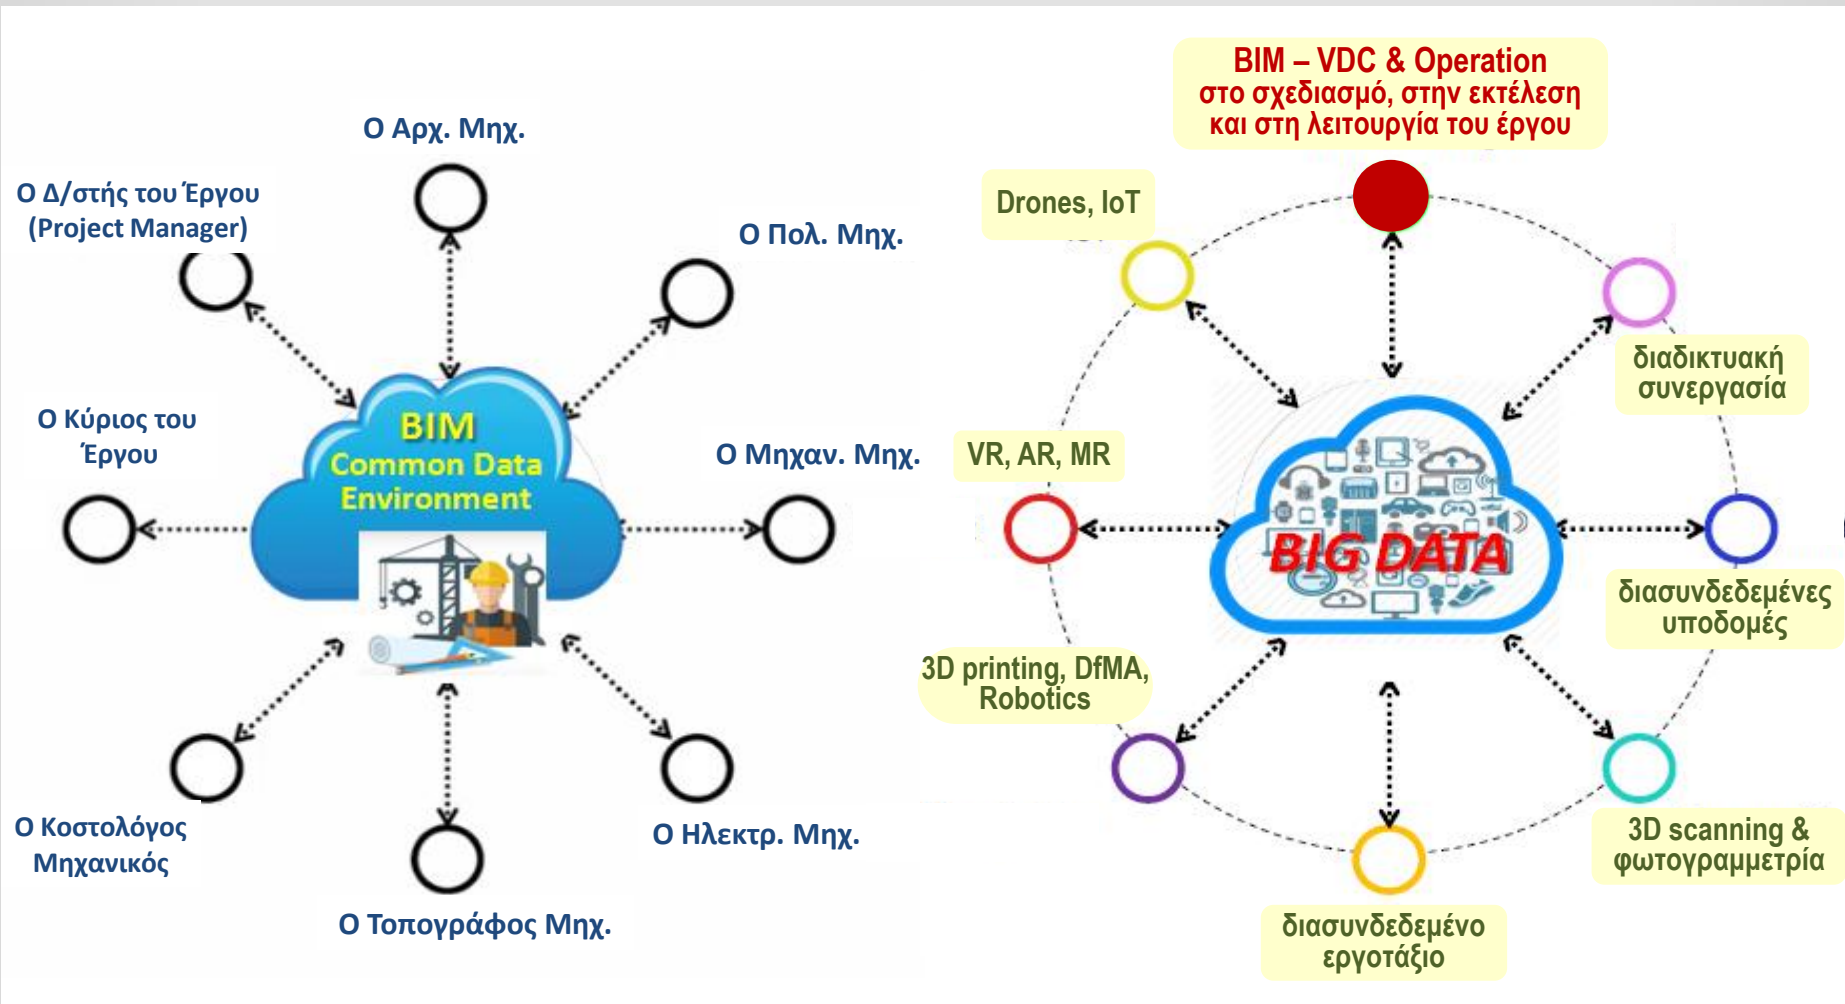 Ο Αρχ. Μηχ.
Ο Δ/στής του Έργου
(Project Manager)
Ο Πολ. Μηχ.
Ο Κύριος του
Έργου
Ο Μηχαν. Μηχ.
BIM
Common Data
Environment
Ο Κοστολόγος
Μηχανικός
Ο Ηλεκτρ. Μηχ.
Ο Τοπογράφος Μηχ.
BIM – VDC & Operation
στο σχεδιασμό, στην εκτέλεση
και στη λειτουργία του έργου
Drones, IoT
διαδικτυακή
συνεργασία
VR, AR, MR
BIG DATA
διασυνδεδεμένες
υποδομές
3D printing, DfMA,
Robotics
3D scanning &
φωτογραμμετρία
διασυνδεδεμένο
εργοτάξιο